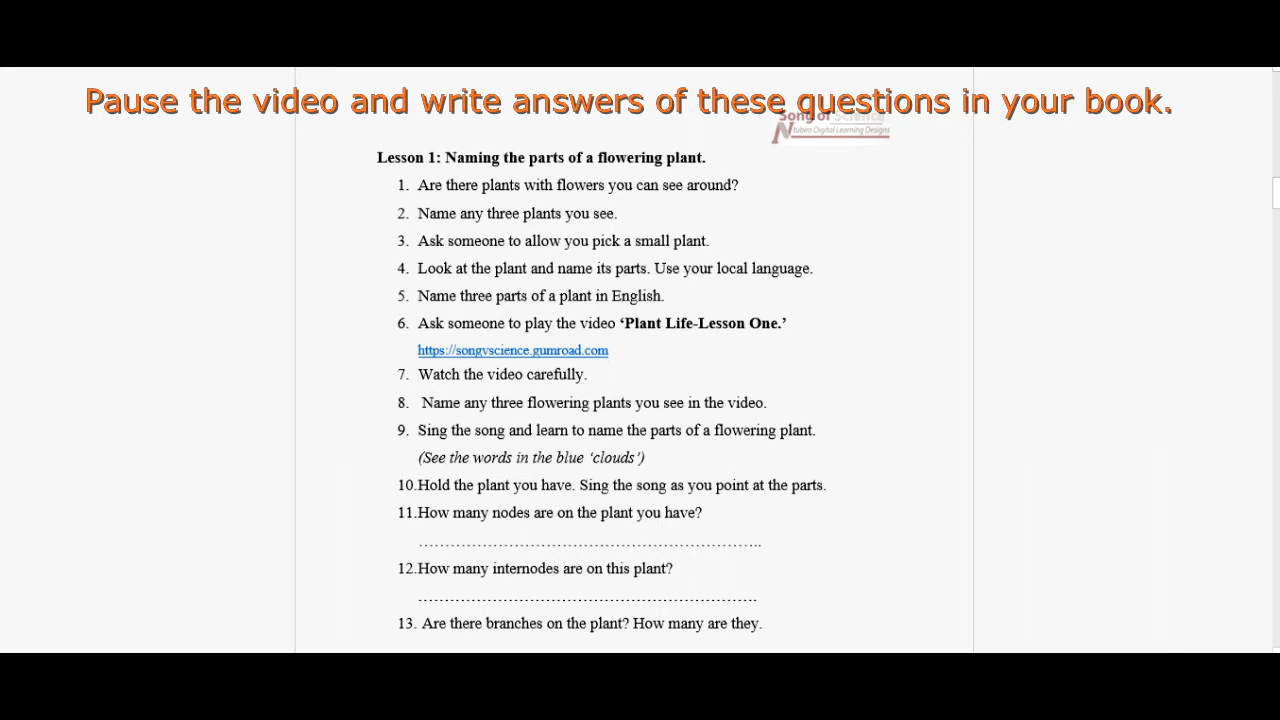 Pause the video and write answers of these questions in your book.
Song of Science
Ntubiro Digital Learning Designs
Lesson 1: Naming the parts of a flowering plant.
1. Are there plants with flowers you can see around?
2. Name any three plants you see.
3. Ask someone to allow you pick a small plant.
4. Look at the plant and name its parts. Use your local language.
5. Name three parts of a plant in English.
6. Ask someone to play the video ‘Plant Life-Lesson One.’
https://songvscience.gumroad.com
7. Watch the video carefully.
8. Name any three flowering plants you see in the video.
9. Sing the song and learn to name the parts of a flowering plant.
(See the words in the blue ‘clouds’)
10.Hold the plant you have. Sing the song as you point at the parts.
11.How many nodes are on the plant you have?
………………………………………………………..
12.How many internodes are on this plant?
……………………………………………………….
13. Are there branches on the plant? How many are they.